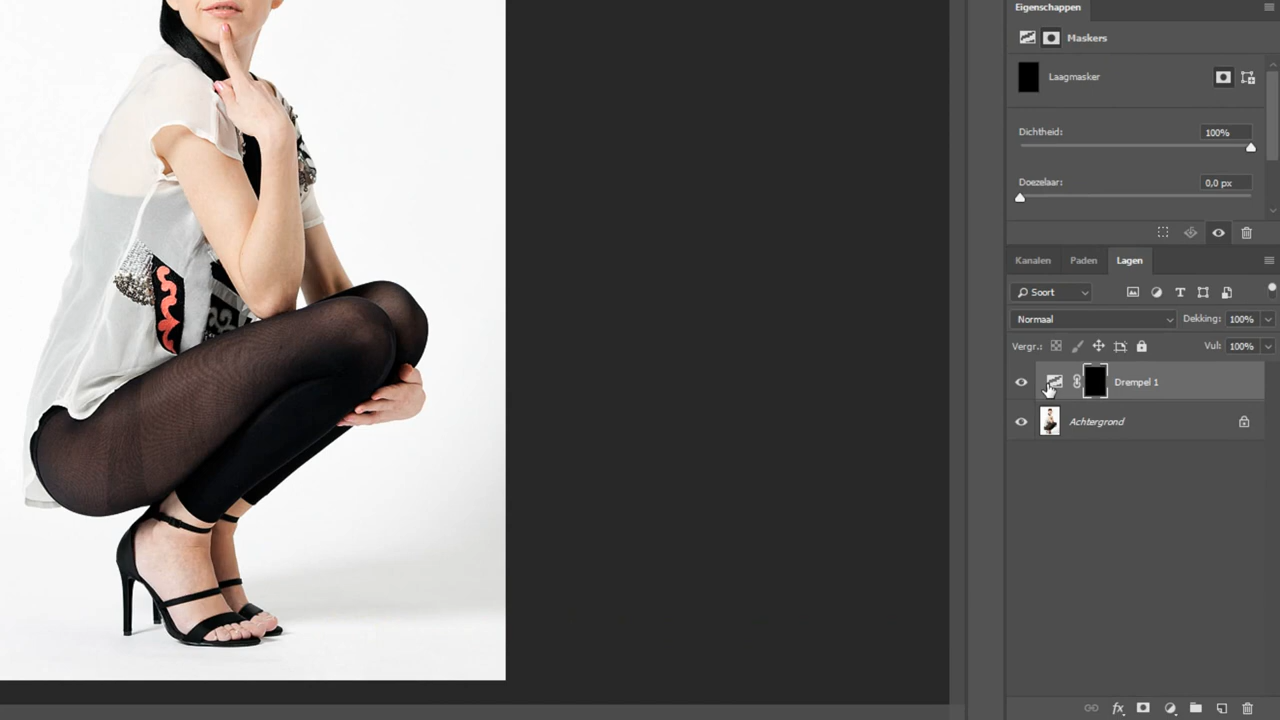 Eigenschappen
Maskers
Laagmasker
Dichtheid: 100%
Doezelaar: 0,0 px
Kanalen Paden Lagen
Soort
Normaal Dekking: 100%
Vergr.: Vul: 100%
Drempel 1
Achtergrond
fx